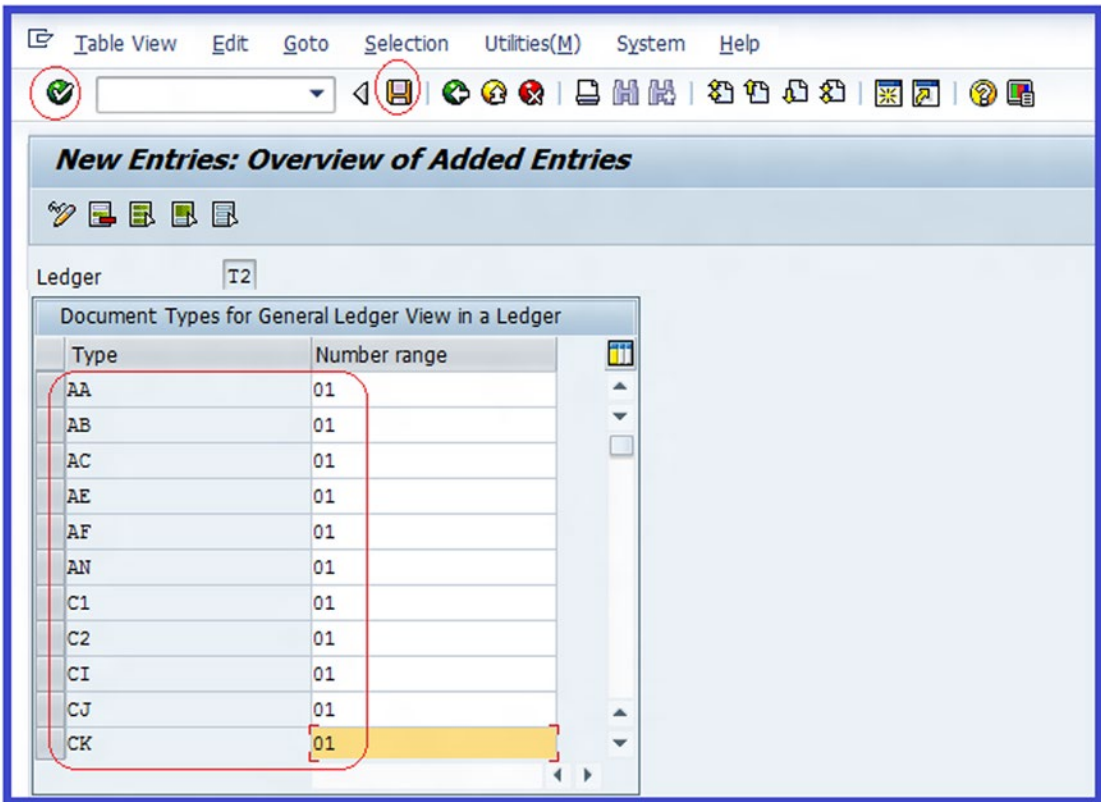 Table View Edit Goto Selection Utilities(M) System Help
New Entries: Overview of Added Entries
Ledger T2
Document Types for General Ledger View in a Ledger
Type Number range
AA 01
AB 01
AC 01
AE 01
AF 01
AN 01
C1 01
C2 01
CI 01
CJ 01
CK 01